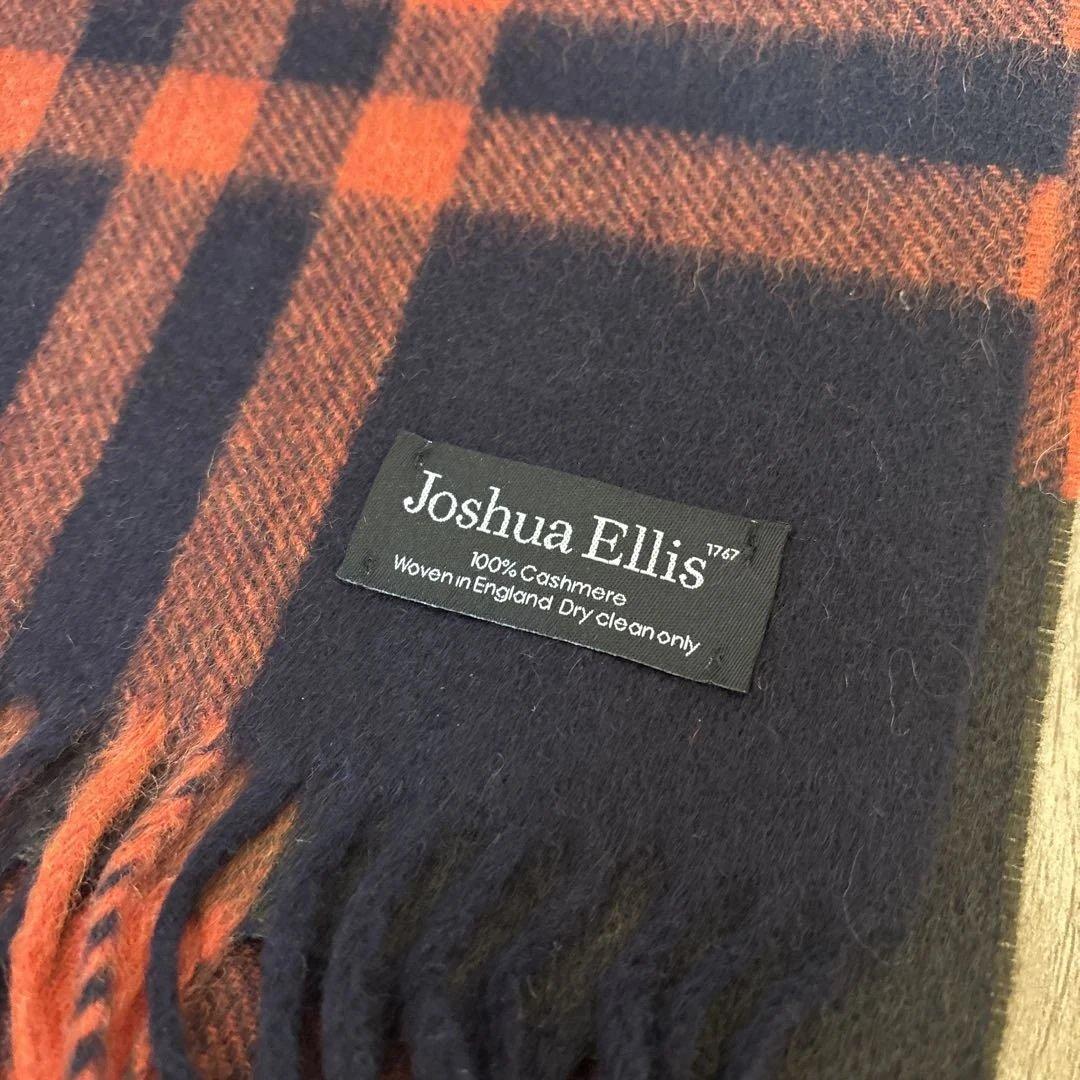 Joshua Ellis 1767
100% Cashmere
Woven in England Dry clean only